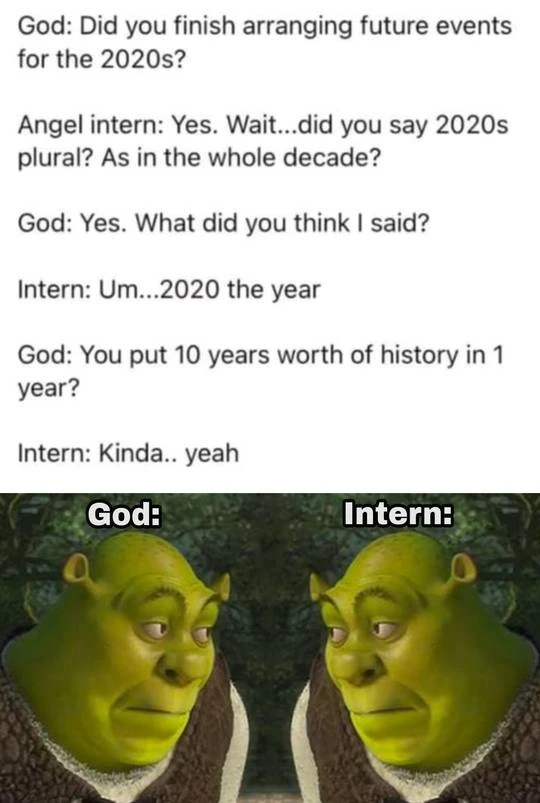 God: Did you finish arranging future events
for the 2020s?
Angel intern: Yes. Wait...did you say 2020s
plural? As in the whole decade?
God: Yes. What did you think I said?
Intern: Um...2020 the year
God: You put 10 years worth of history in 1
year?
Intern: Kinda.. yeah
God: Intern: